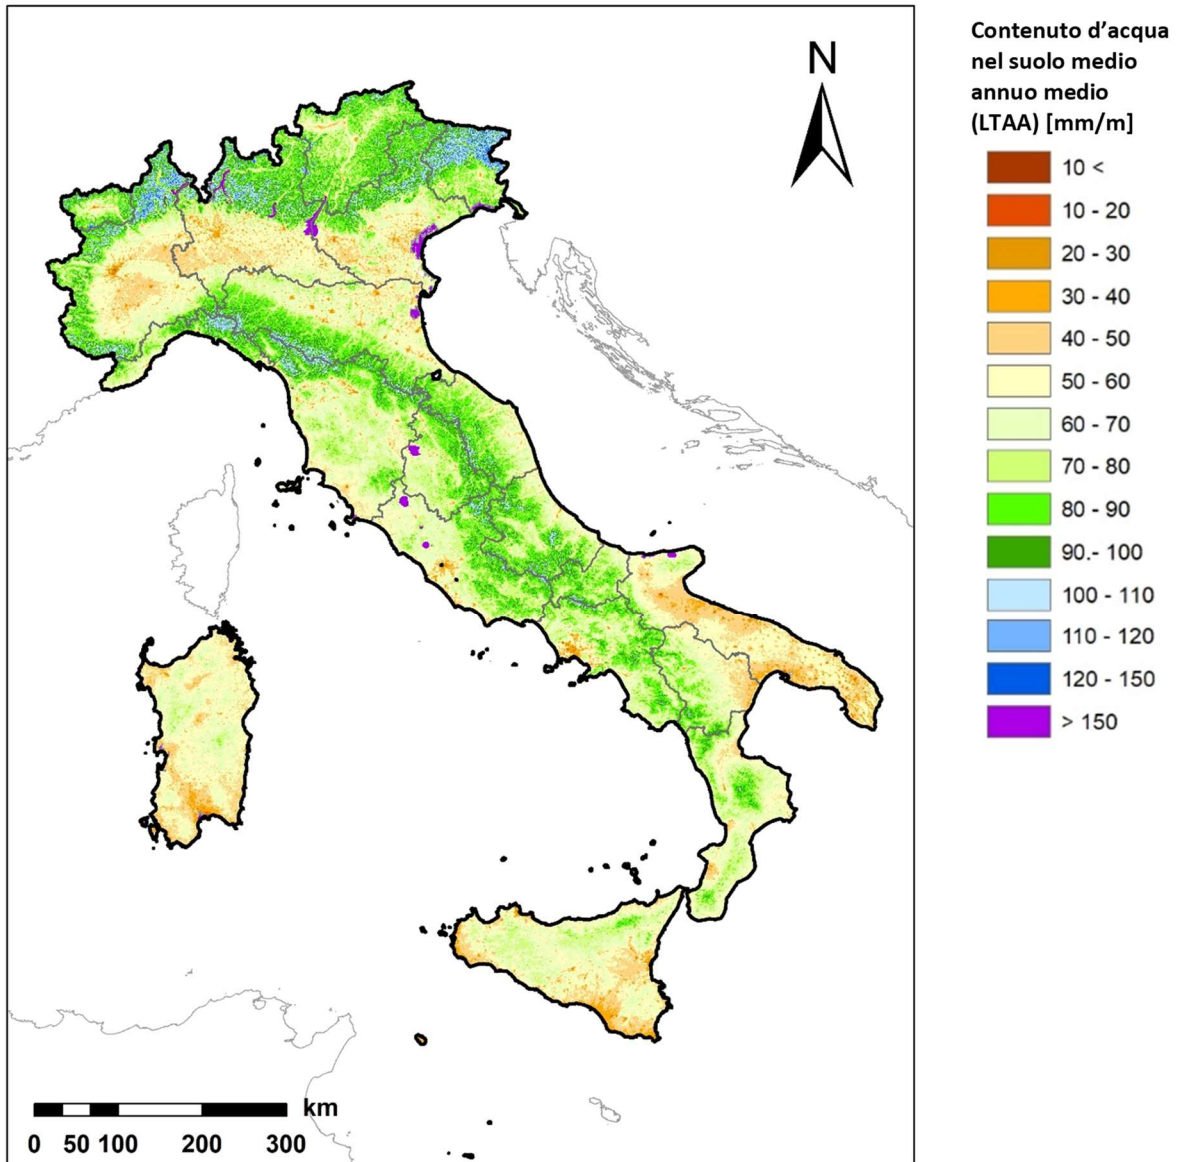 Contenuto d’acqua
nel suolo medio
annuo medio
(LTAA) [mm/m]
N
10 <
10 - 20
20 - 30
30 - 40
40 - 50
50 - 60
60 - 70
70 - 80
80 - 90
90.- 100
100 - 110
110 - 120
120 - 150
> 150
km
0 50 100 200 300